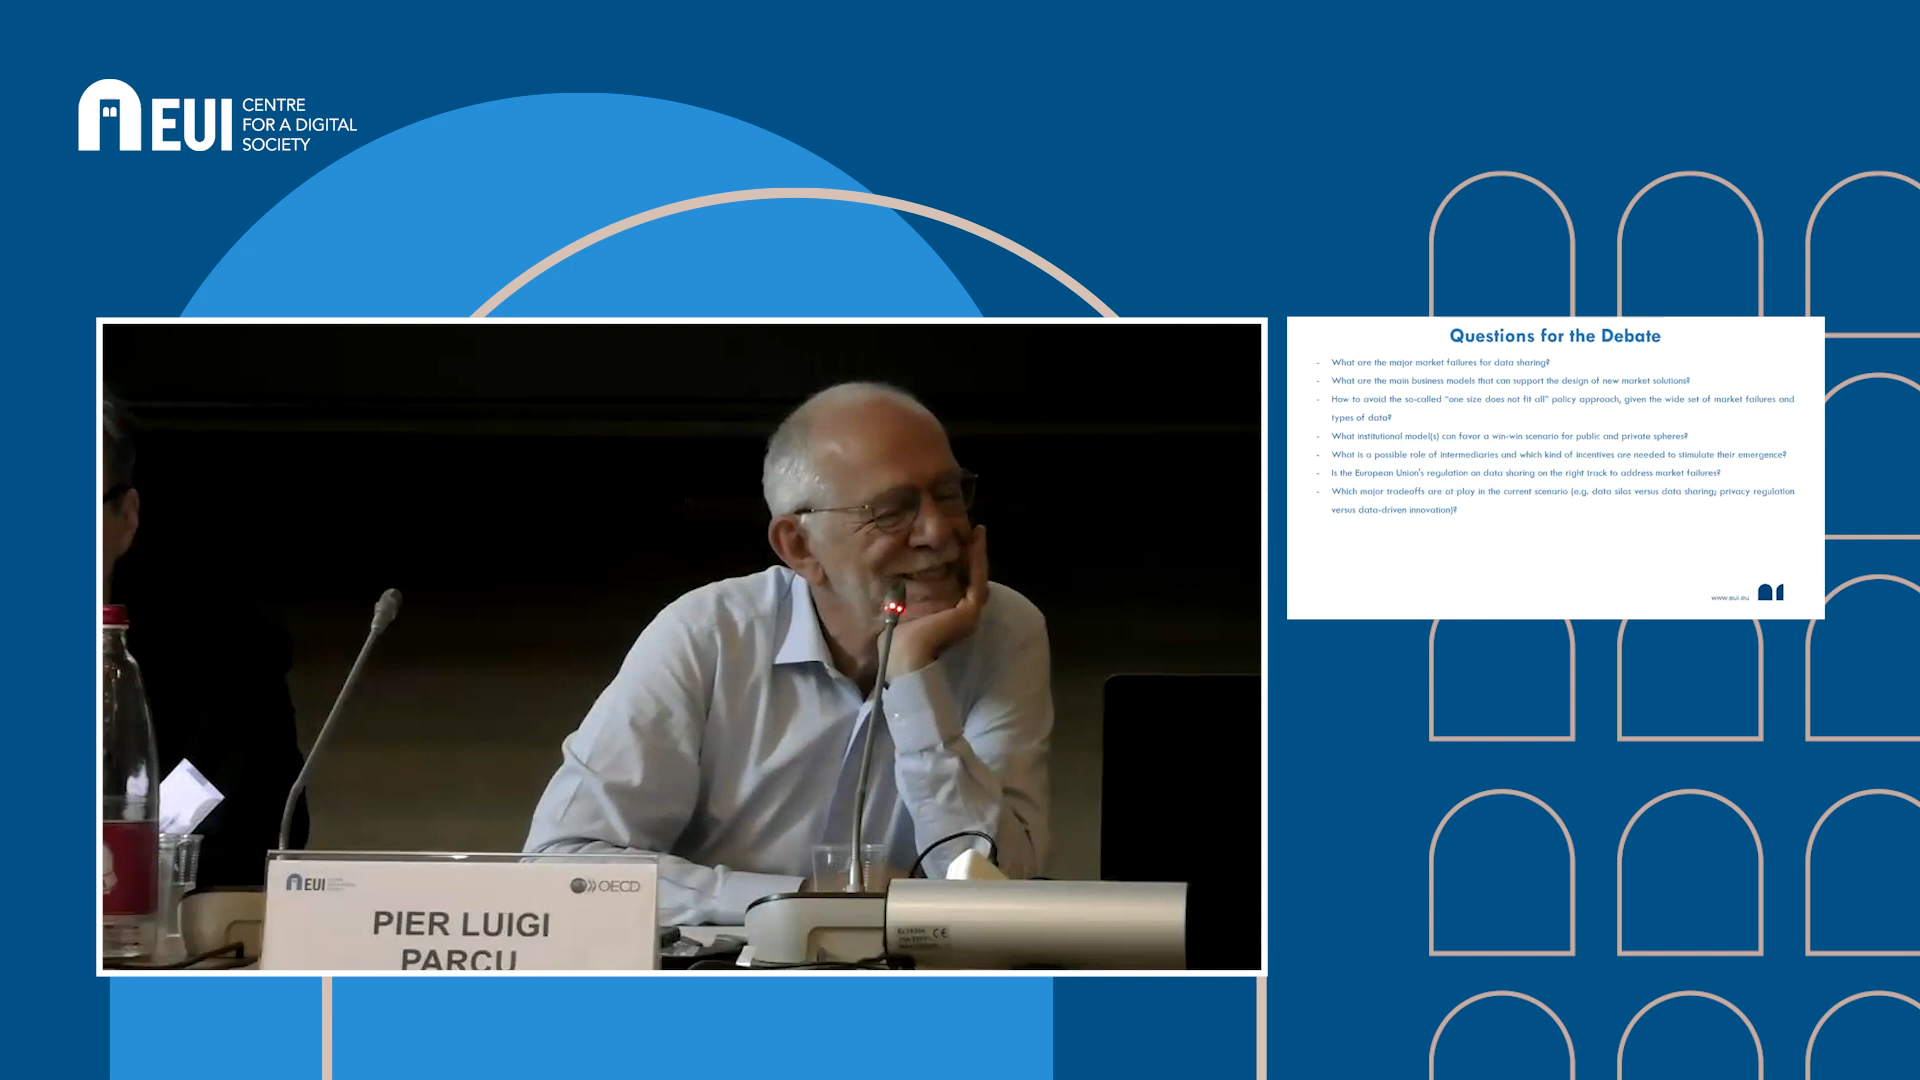 EUI
CENTRE
FOR A DIGITAL
SOCIETY
Questions for the Debate
- What are the major market failures for data sharing?
- What are the main business models that can support the design of new market solutions?
- How to avoid the so-called "one size does not fit all" policy approach, given the wide set of market failures and
types of data?
- What institutional model(s) can favor a win-win scenario for public and private spheres?
- What is a possible role of intermediaries and which kind of incentives are needed to stimulate their emergence?
- Is the European Union's regulation on data sharing on the right track to address market failures?
- Which major tradeoffs are at play in the current scenario (e.g. data silos versus data sharing; privacy regulation
versus data-driven innovation)?
www.eui.eu
EUI
OECD
PIER LUIGI
PARCU
CE